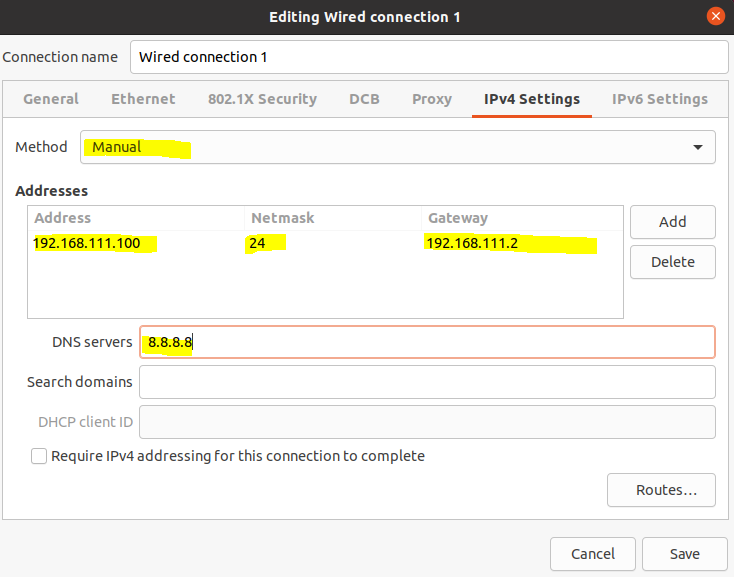 Editing Wired connection 1
Connection name Wired connection 1
General Ethernet 802.1X Security DCB Proxy IPv4 Settings IPv6 Settings
Method Manual
Addresses
Address Netmask Gateway
192.168.111.100 24 192.168.111.2
Add
Delete
DNS servers 8.8.8.8
Search domains
DHCP client ID
Require IPv4 addressing for this connection to complete
Routes…
Cancel Save